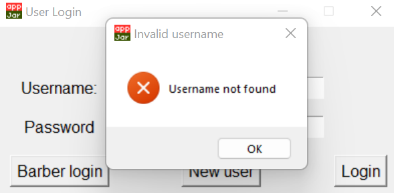 app
Jar
User Login
app
Jar
Invalid username
Username not found
OK
Username:
Password
Barber login
New user
Login